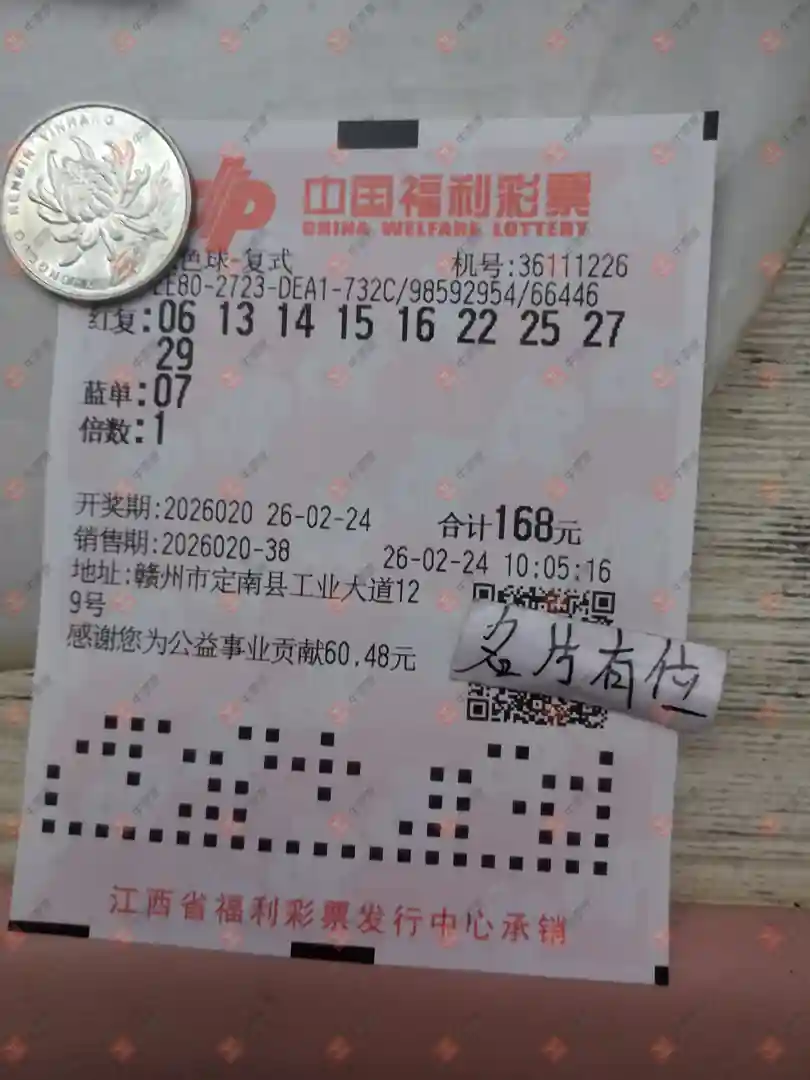 中国福利彩票
CHINA WELFARE LOTTERY
色球-复式 机号:36111226
EE80-2723-DEA1-732C/98592954/66446
红复:06 13 14 15 16 22 25 27
29
蓝单:07
倍数:1
开奖期:2026020 26-02-24 合计168元
销售期:2026020-38 26-02-24 10:05:16
地址:赣州市定南县工业大道12
9号
感谢您为公益事业贡献60.48元
名片有位
江西省福利彩票发行中心承销